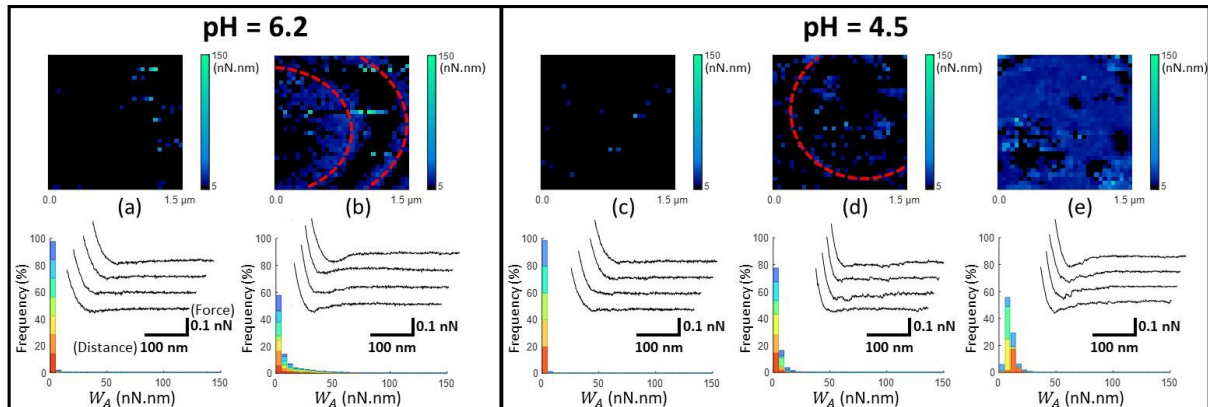 pH = 6.2
150
(nN.nm)
5
0.0
1.5 µm
(a)
150
(nN.nm)
5
0.0
1.5 µm
(b)
Frequency (%)
100
80
60
40
20
0
(Force)
0.1 nN
(Distance)
100 nm
0
50
100
150
W_A (nN.nm)
Frequency (%)
100
80
60
40
20
0
0.1 nN
100 nm
0
50
100
150
W_A (nN.nm)
pH = 4.5
150
(nN.nm)
5
0.0
1.5 µm
(c)
150
(nN.nm)
5
0.0
1.5 µm
(d)
150
(nN.nm)
5
0.0
1.5 µm
(e)
Frequency (%)
100
80
60
40
20
0
0.1 nN
100 nm
0
50
100
150
W_A (nN.nm)
Frequency (%)
100
80
60
40
20
0
0.1 nN
100 nm
0
50
100
150
W_A (nN.nm)
Frequency (%)
100
80
60
40
20
0
0.1 nN
100 nm
0
50
100
150
W_A (nN.nm)